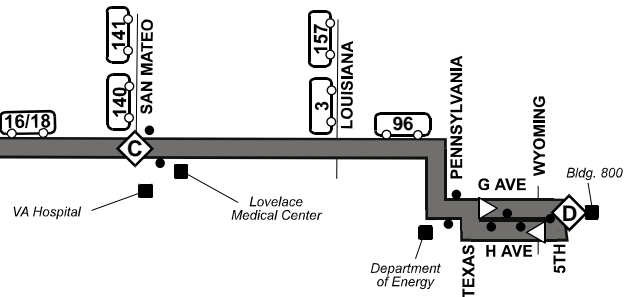 141
140
SAN MATEO
157
3
LOUISIANA
16/18
96
PENNSYLVANIA
WYOMING
C
Bldg. 800
G AVE
D
VA Hospital
Lovelace
Medical Center
H AVE
TEXAS
5TH
Department
of Energy